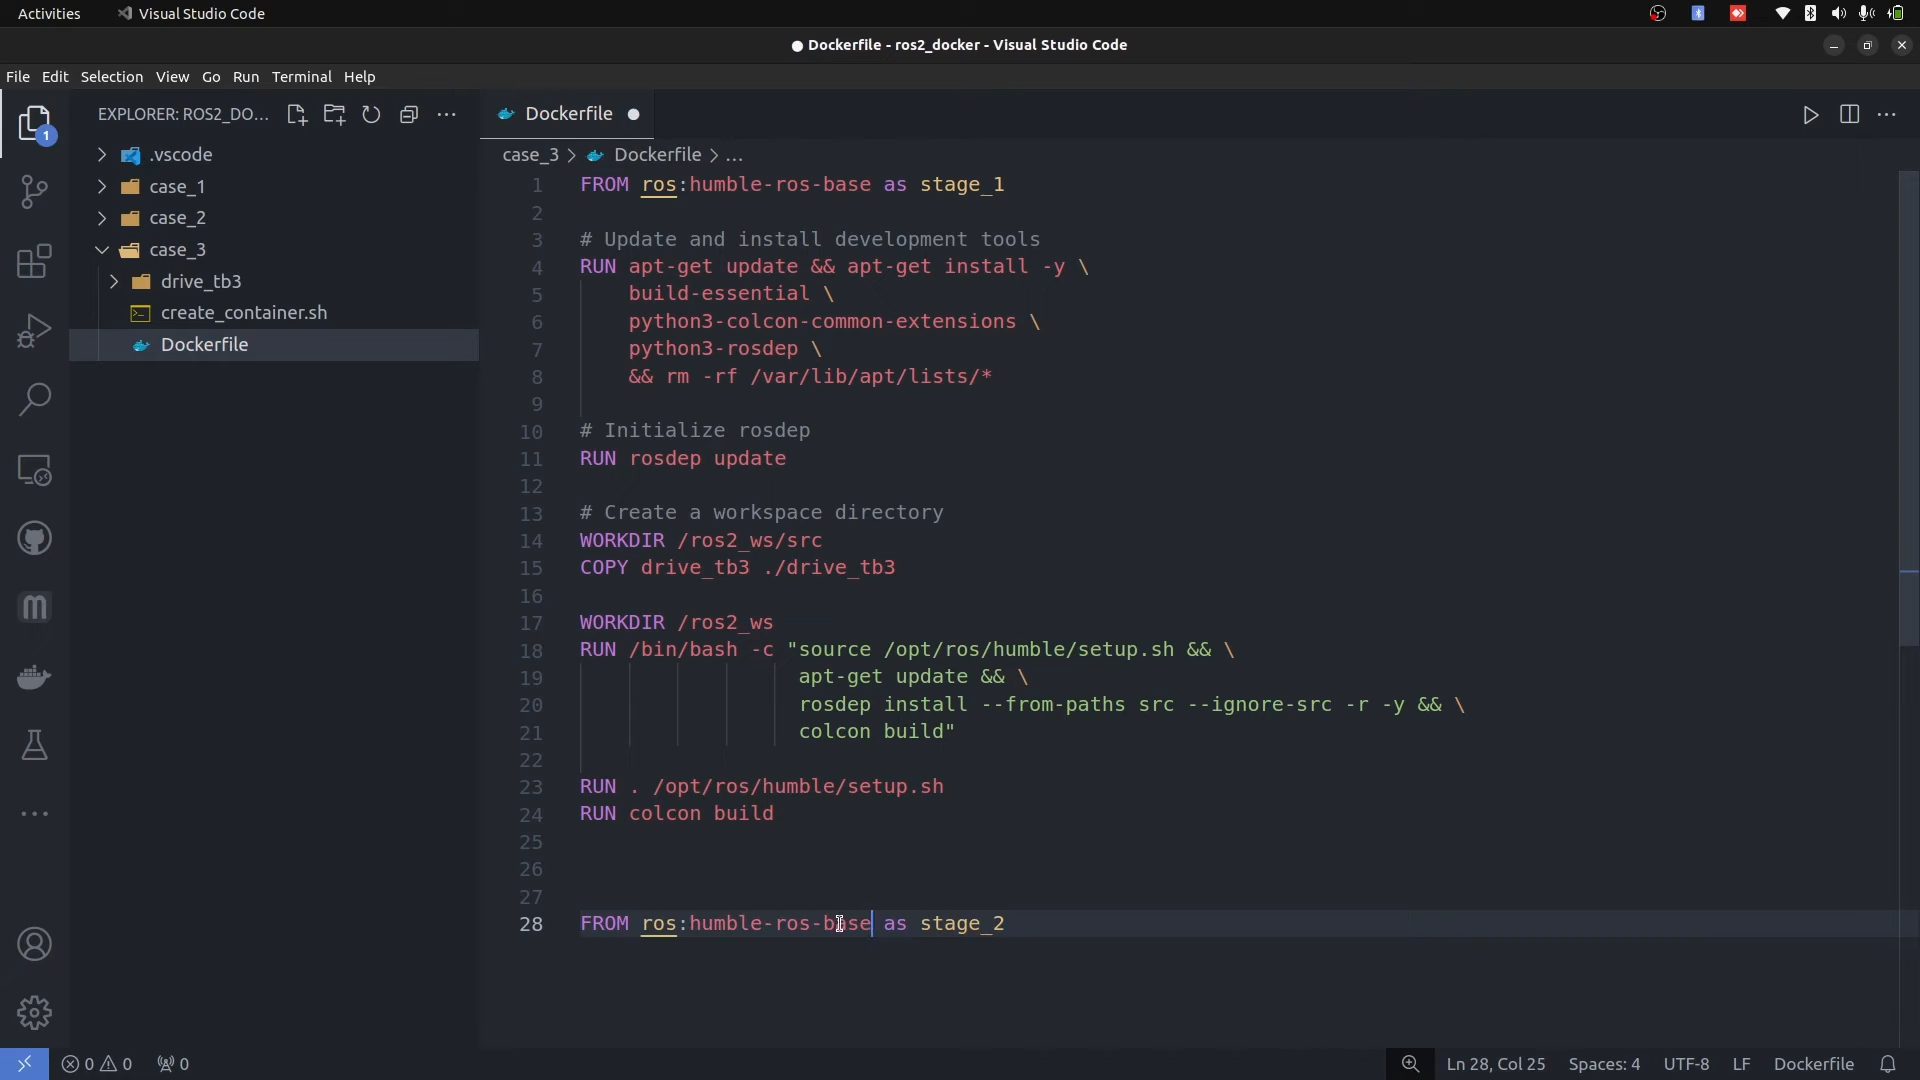 Activities
Visual Studio Code
● Dockerfile - ros2_docker - Visual Studio Code
File Edit Selection View Go Run Terminal Help
EXPLORER: ROS2_DO...
.vscode
case_1
case_2
case_3
drive_tb3
create_container.sh
Dockerfile
1
m
Dockerfile
case_3 > Dockerfile > ...
1 FROM ros:humble-ros-base as stage_1
2
3 # Update and install development tools
4 RUN apt-get update && apt-get install -y \
5 build-essential \
6 python3-colcon-common-extensions \
7 python3-rosdep \
8 && rm -rf /var/lib/apt/lists/*
9
10 # Initialize rosdep
11 RUN rosdep update
12
13 # Create a workspace directory
14 WORKDIR /ros2_ws/src
15 COPY drive_tb3 ./drive_tb3
16
17 WORKDIR /ros2_ws
18 RUN /bin/bash -c "source /opt/ros/humble/setup.sh && \
19 apt-get update && \
20 rosdep install --from-paths src --ignore-src -r -y && \
21 colcon build"
22
23 RUN . /opt/ros/humble/setup.sh
24 RUN colcon build
25
26
27
28 FROM ros:humble-ros-base as stage_2
0 0 0
Ln 28, Col 25 Spaces: 4 UTF-8 LF Dockerfile